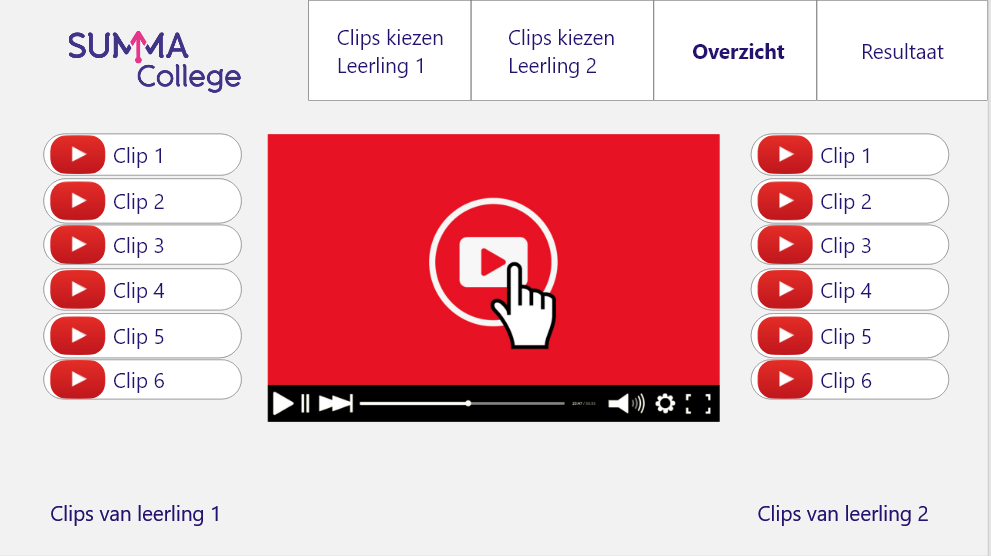 SUMMA
College
Clips kiezen
Leerling 1
Clips kiezen
Leerling 2
Overzicht
Resultaat
Clip 1
Clip 2
Clip 3
Clip 4
Clip 5
Clip 6
Clip 1
Clip 2
Clip 3
Clip 4
Clip 5
Clip 6
Clips van leerling 1
Clips van leerling 2